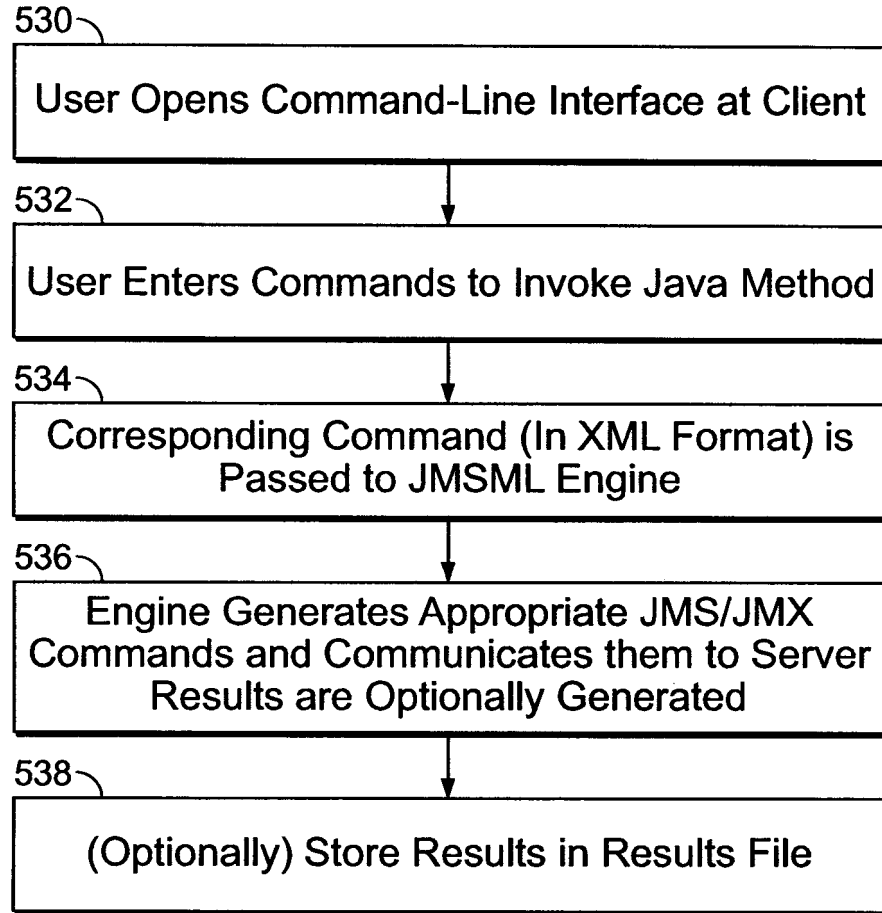 530
User Opens Command-Line Interface at Client
532
User Enters Commands to Invoke Java Method
534
Corresponding Command (In XML Format) is
Passed to JMSML Engine
536
Engine Generates Appropriate JMS/JMX
Commands and Communicates them to Server
Results are Optionally Generated
538
(Optionally) Store Results in Results File